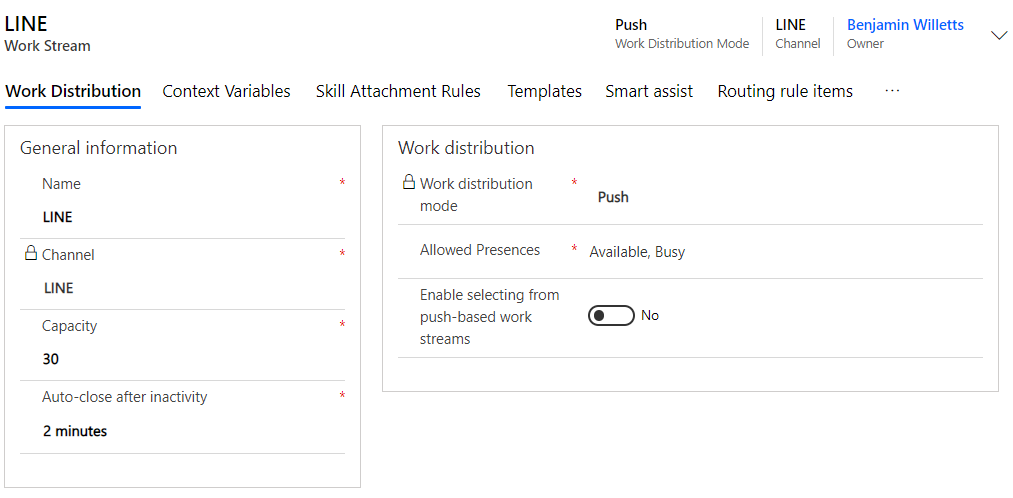 LINE
Work Stream
Push
Work Distribution Mode
LINE
Channel
Benjamin Willetts
Owner
Work Distribution Context Variables Skill Attachment Rules Templates Smart assist Routing rule items ...
General information
Name *
LINE
Channel *
LINE
Capacity *
30
Auto-close after inactivity *
2 minutes
Work distribution
Work distribution *
mode
Push
Allowed Presences * Available, Busy
Enable selecting from
push-based work
streams
No